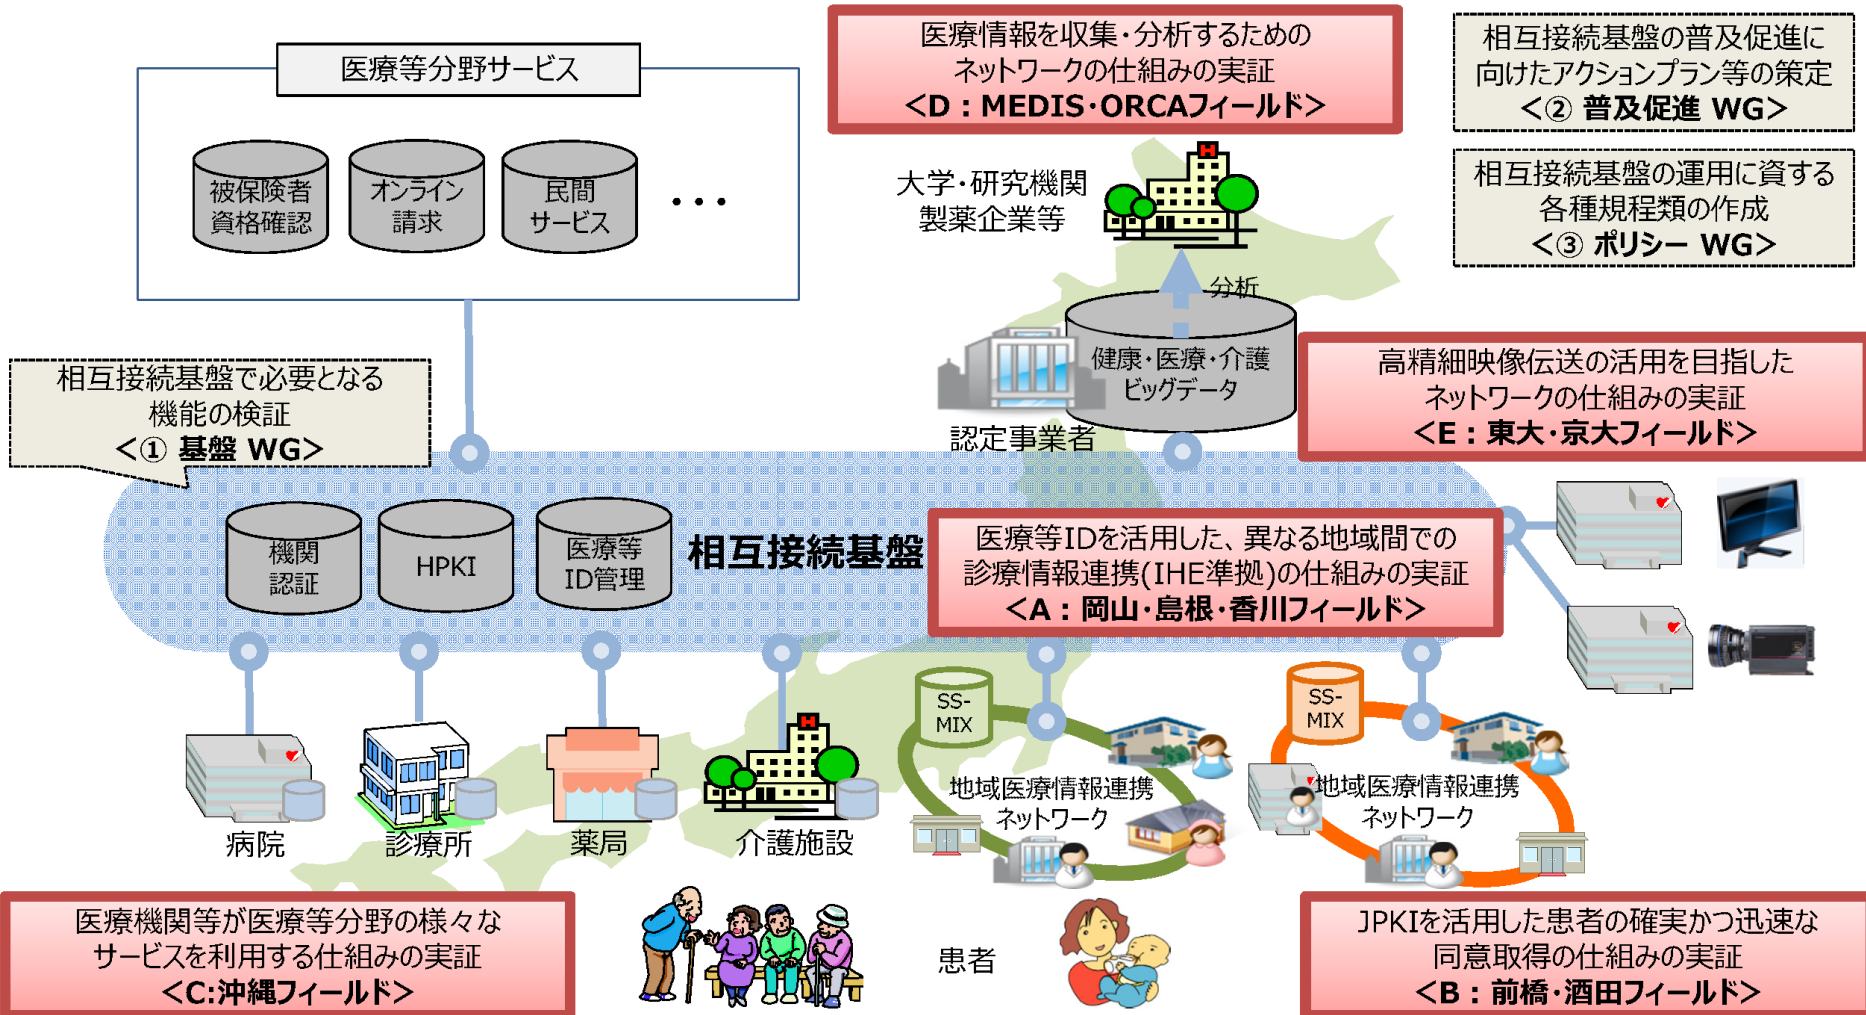 医療等分野サービス
被保険者
資格確認
オンライン
請求
民間
サービス
・・・
医療情報を収集・分析するための
ネットワークの仕組みの実証
<D：MEDIS・ORCAフィールド>
相互接続基盤の普及促進に
向けたアクションプラン等の策定
<② 普及促進 WG>
相互接続基盤の運用に資する
各種規程類の作成
<③ ポリシー WG>
大学・研究機関
製薬企業等
分析
健康・医療・介護
ビッグデータ
認定事業者
高精細映像伝送の活用を目指した
ネットワークの仕組みの実証
<E：東大・京大フィールド>
相互接続基盤で必要となる
機能の検証
<① 基盤 WG>
機関
認証
HPKI
医療等
ID管理
相互接続基盤
医療等IDを活用した、異なる地域間での
診療情報連携(IHE準拠)の仕組みの実証
<A：岡山・島根・香川フィールド>
H
H
SS-
MIX
SS-
MIX
地域医療情報連携
ネットワーク
地域医療情報連携
ネットワーク
病院
診療所
薬局
介護施設
医療機関等が医療等分野の様々な
サービスを利用する仕組みの実証
<C:沖縄フィールド>
患者
JPKIを活用した患者の確実かつ迅速な
同意取得の仕組みの実証
<B：前橋・酒田フィールド>